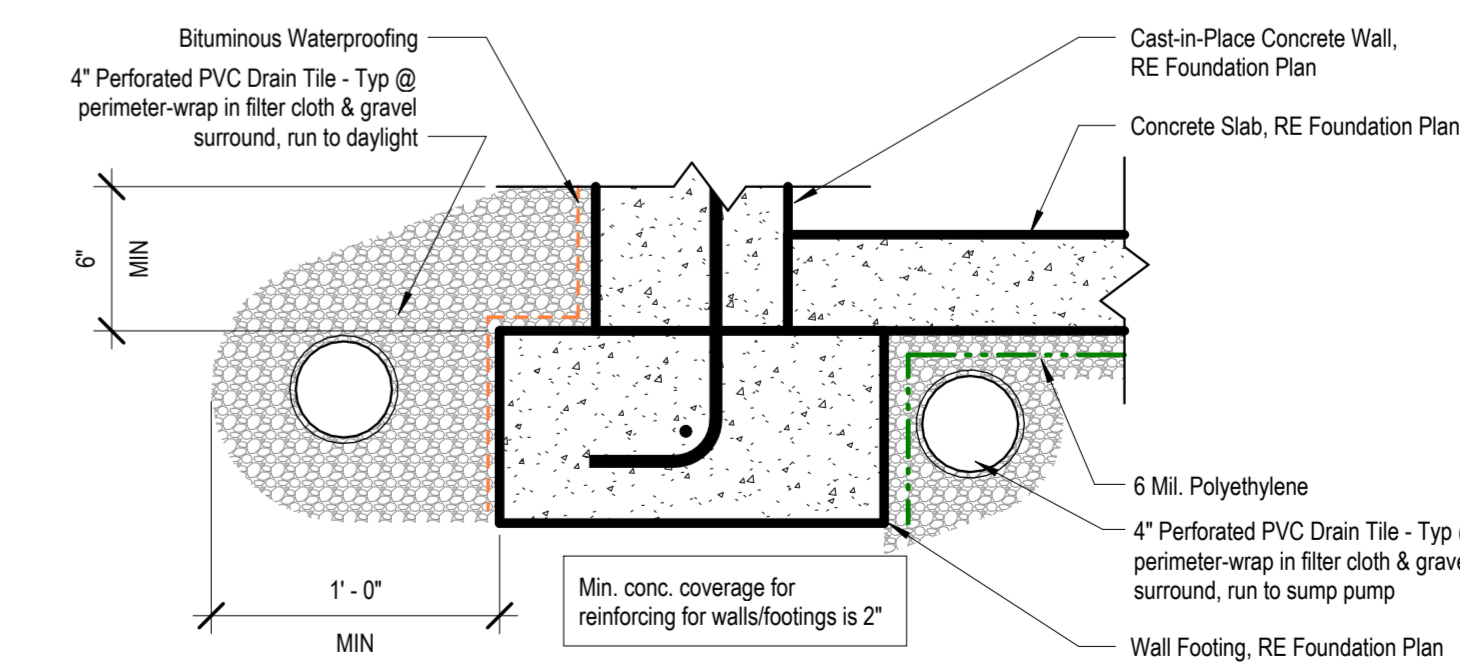 Bituminous Waterproofing
4" Perforated PVC Drain Tile - Typ @
perimeter-wrap in filter cloth & gravel
surround, run to daylight
Cast-in-Place Concrete Wall,
RE Foundation Plan
Concrete Slab, RE Foundation Plan
6"
MIN
6 Mil. Polyethylene
4" Perforated PVC Drain Tile - Typ
perimeter-wrap in filter cloth &
surround, run to sump pump
Wall Footing, RE Foundation Plan
1' - 0"
MIN
Min. conc. coverage for
reinforcing for walls/footings is 2"